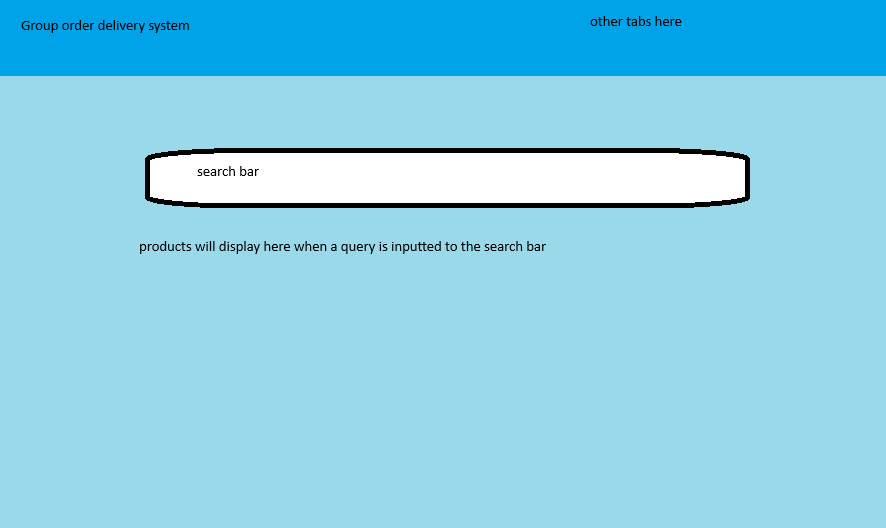 Group order delivery system
other tabs here
search bar
products will display here when a query is inputted to the search bar